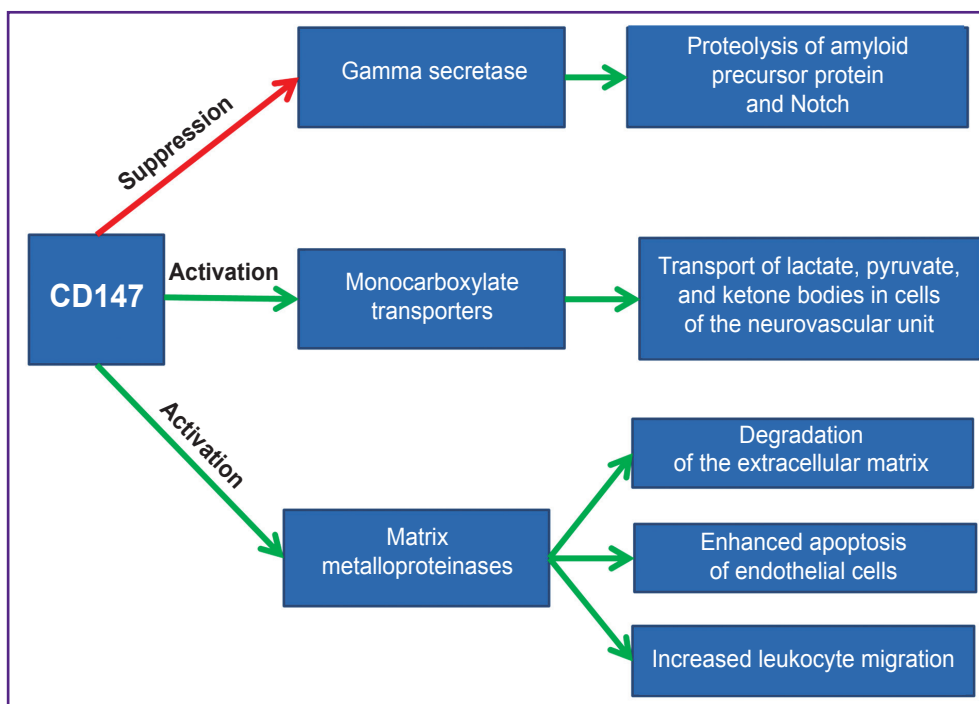 Gamma secretase
Proteolysis of amyloid
precursor protein
and Notch
Suppression
CD147
Activation
Monocarboxylate
transporters
Transport of lactate, pyruvate,
and ketone bodies in cells
of the neurovascular unit
Activation
Matrix
metalloproteinases
Degradation
of the extracellular matrix
Enhanced apoptosis
of endothelial cells
Increased leukocyte migration